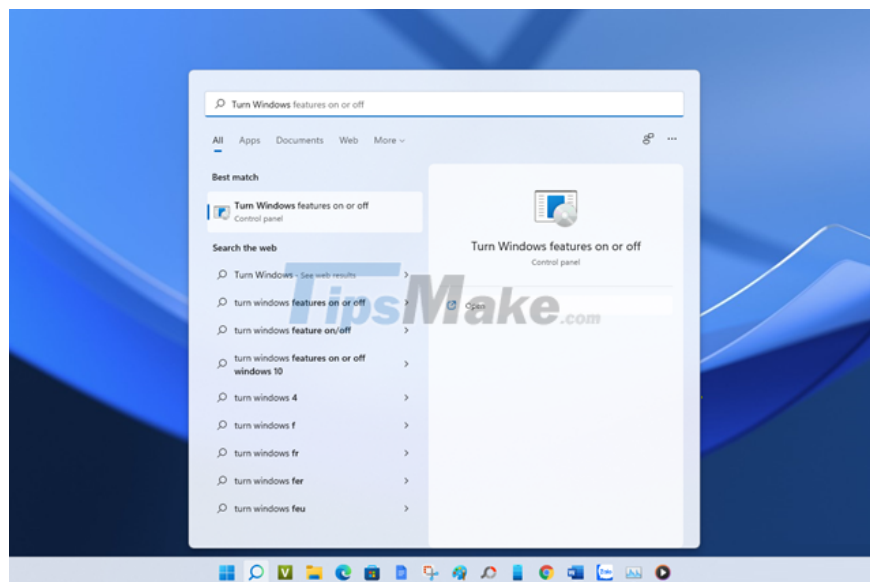 Turn Windows features on or off
All Apps Documents Web More
Best match
Turn Windows features on or off
Control panel
Search the web
Turn Windows - See web results
turn windows features on or off
turn windows feature on/off
turn windows features on or off
windows 10
turn windows 4
turn windows f
turn windows fr
turn windows fer
turn windows feu
Turn Windows features on or off
Control panel
Open
TipsMake.com
V